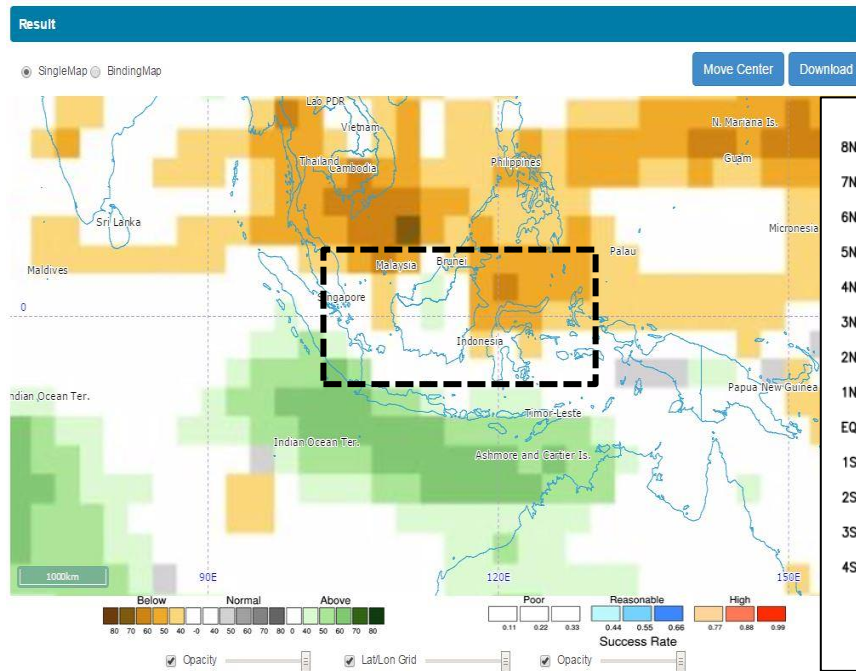 Result
SingleMap BindingMap
Move Center Download
Lao PDR
N. Mariana Is.
Vietnam
8N
Thailand
Philippines
Guam
Cambodia
7N
Sri Lanka
6N
Micronesia
Palau
5N
Malaysia Brunei
Maldives
4N
Singapore
0
3N
Indonesia
2N
Papua New Guinea
1N
ndian Ocean Ter.
Timor-Leste
EQ
Indian Ocean Ter.
Ashmore and Cartier Is.
1S
2S
3S
4S
1000km
90E 120E 150E
Below Normal Above
80 70 60 50 40 -0 40 50 60 70 80 0 40 50 60 70 80
Poor Reasonable High
0.11 0.22 0.33 0.44 0.55 0.66 0.77 0.88 0.99
Success Rate
Opacity Lat/Lon Grid Opacity